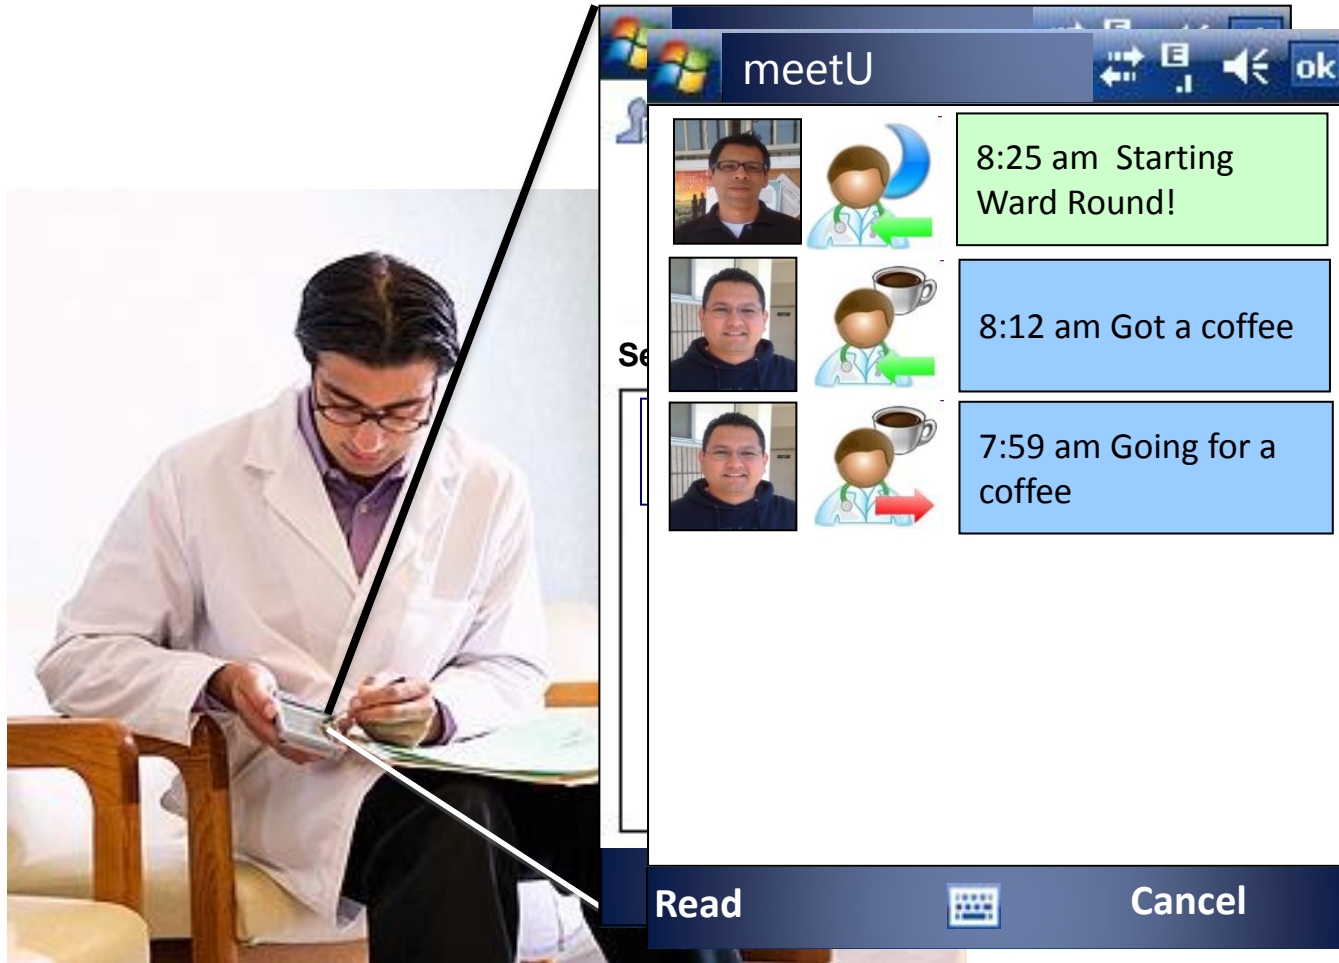 meetU
E
ok
8:25 am Starting
Ward Round!
8:12 am Got a coffee
Se
7:59 am Going for a
coffee
Read
Cancel